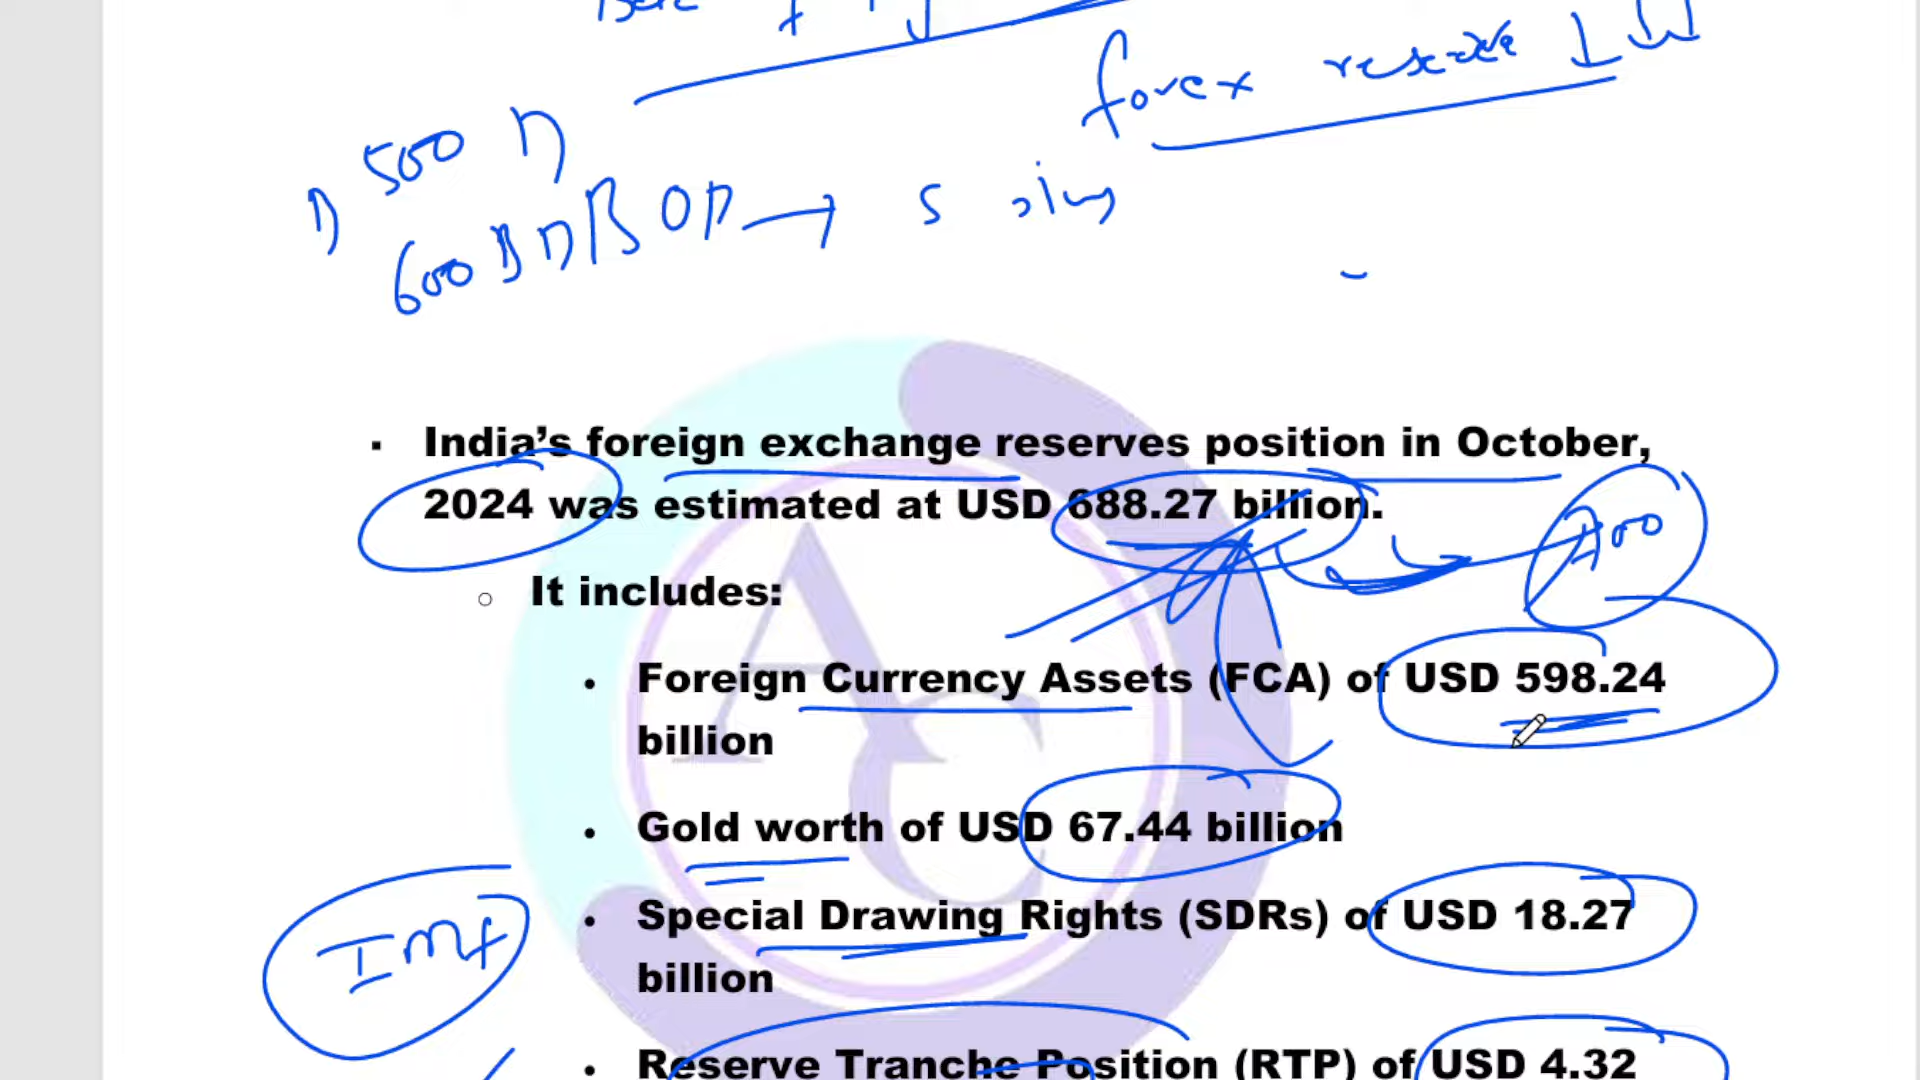 forex reserve
500
BOP → S
600 B
India’s foreign exchange reserves position in October,
2024 was estimated at USD 688.27 billion.
700
It includes:
Foreign Currency Assets (FCA) of USD 598.24
billion
Gold worth of USD 67.44 billion
Special Drawing Rights (SDRs) of USD 18.27
IMF
billion
Reserve Tranche Position (RTP) of USD 4.32